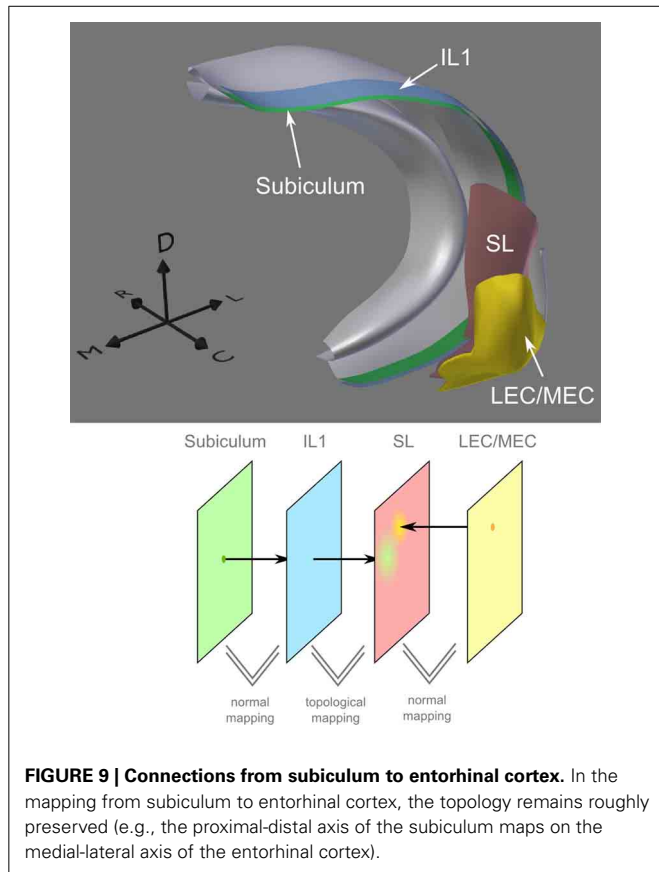 IL1
Subiculum
D
SL
R
L
M
C
LEC/MEC
Subiculum IL1 SL LEC/MEC
normal mapping
topological mapping
normal mapping
FIGURE 9 | Connections from subiculum to entorhinal cortex. In the
mapping from subiculum to entorhinal cortex, the topology remains roughly
preserved (e.g., the proximal-distal axis of the subiculum maps on the
medial-lateral axis of the entorhinal cortex).